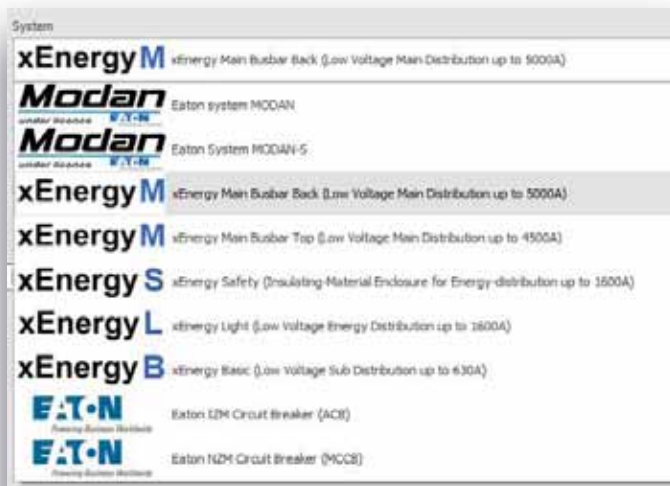 System
xEnergy M xEnergy Main Busbar Back (Low Voltage Main Distribution up to 5000A)
Modan Eaton system MODAN
under licence EATON
Modan Eaton System MODAN-S
under licence EATON
xEnergy M xEnergy Main Busbar Back (Low Voltage Main Distribution up to 5000A)
xEnergy M xEnergy Main Busbar Top (Low Voltage Main Distribution up to 4500A)
xEnergy S xEnergy Safety (Insulating-Material Enclosure for Energy-distribution up to 1600A)
xEnergy L xEnergy Light (Low Voltage Energy Distribution up to 1600A)
xEnergy B xEnergy Basic (Low Voltage Sub Distribution up to 630A)
EATON Eaton IZM Circuit Breaker (ACB)
Powering Business Worldwide
EATON Eaton NZM Circuit Breaker (MCCB)
Powering Business Worldwide